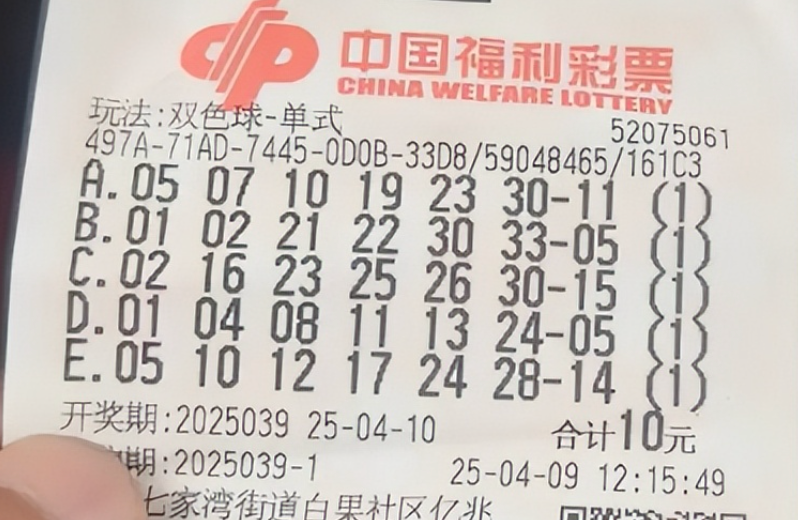 中国福利彩票
CHINA WELFARE LOTTERY
玩法:双色球-单式 52075061
497A-71AD-7445-0D0B-33D8/59048465/161C3
A.05 07 10 19 23 30-11 (1)
B.01 02 21 22 30 33-05 (1)
C.02 16 23 25 26 30-15 (1)
D.01 04 08 11 13 24-05 (1)
E.05 10 12 17 24 28-14 (1)
开奖期:2025039 25-04-10 合计10元
期:2025039-1 25-04-09 12:15:49
七家湾街道白果社区亿兆